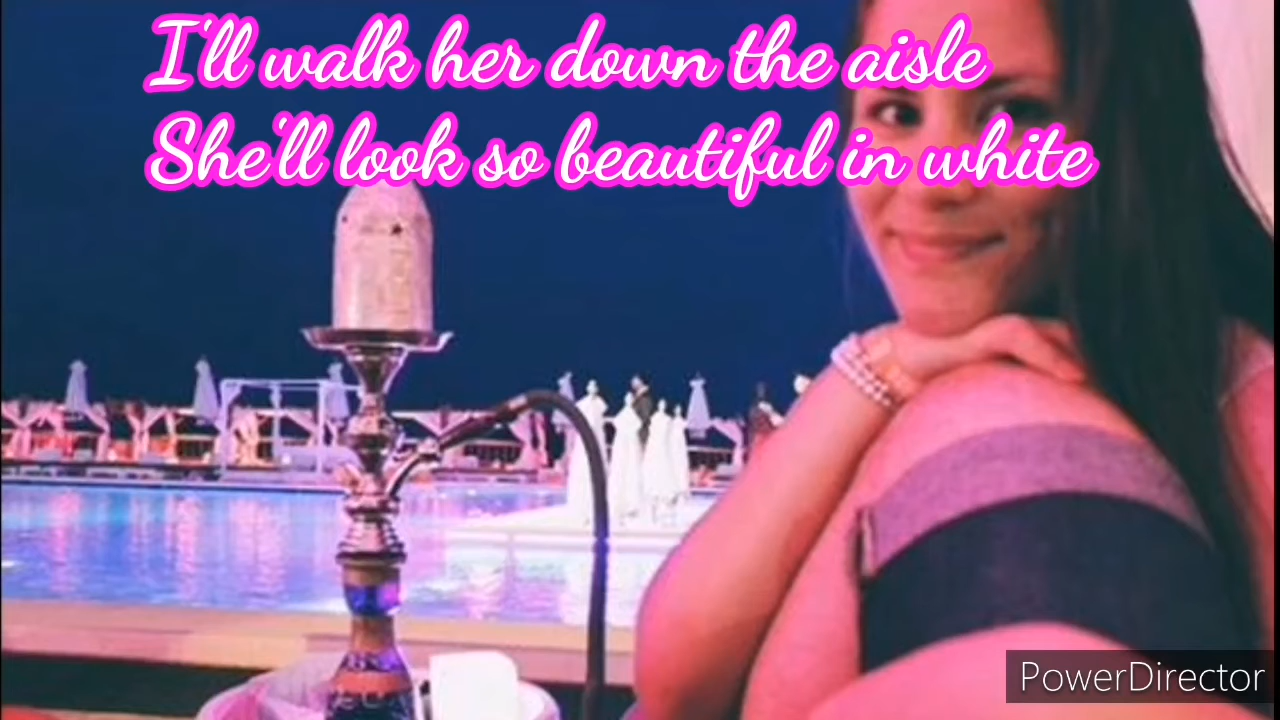 I'll walk her down the aisle
She'll look so beautiful in white
PowerDirector